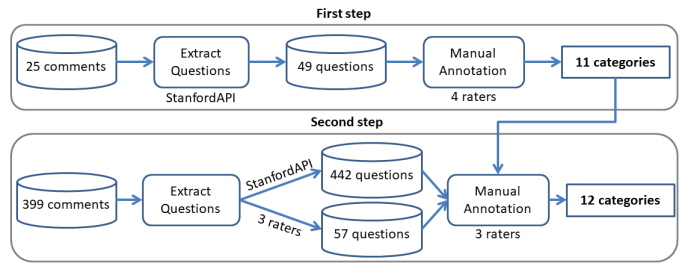 First step
25 comments
Extract
Questions
StanfordAPI
49 questions
Manual
Annotation
4 raters
11 categories
Second step
399 comments
Extract
Questions
StanfordAPI
3 raters
442 questions
57 questions
Manual
Annotation
3 raters
12 categories